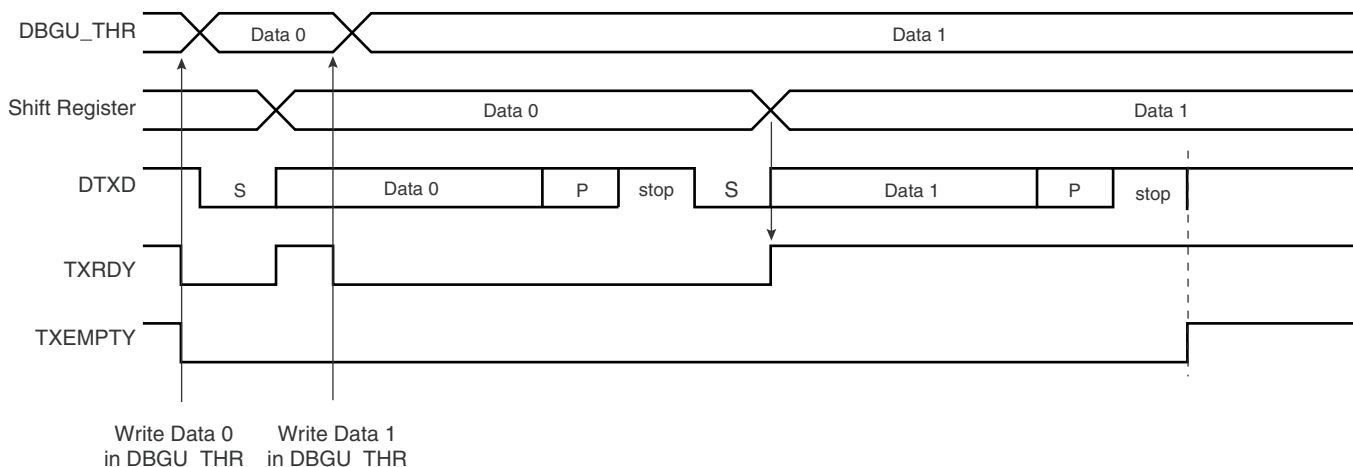 DBGU_THR Data 0 Data 1
Shift Register Data 0 Data 1
DTXD S Data 0 P stop S Data 1 P stop
TXRDY
TXEMPTY
Write Data 0 Write Data 1
in DBGU_THR in DBGU_THR